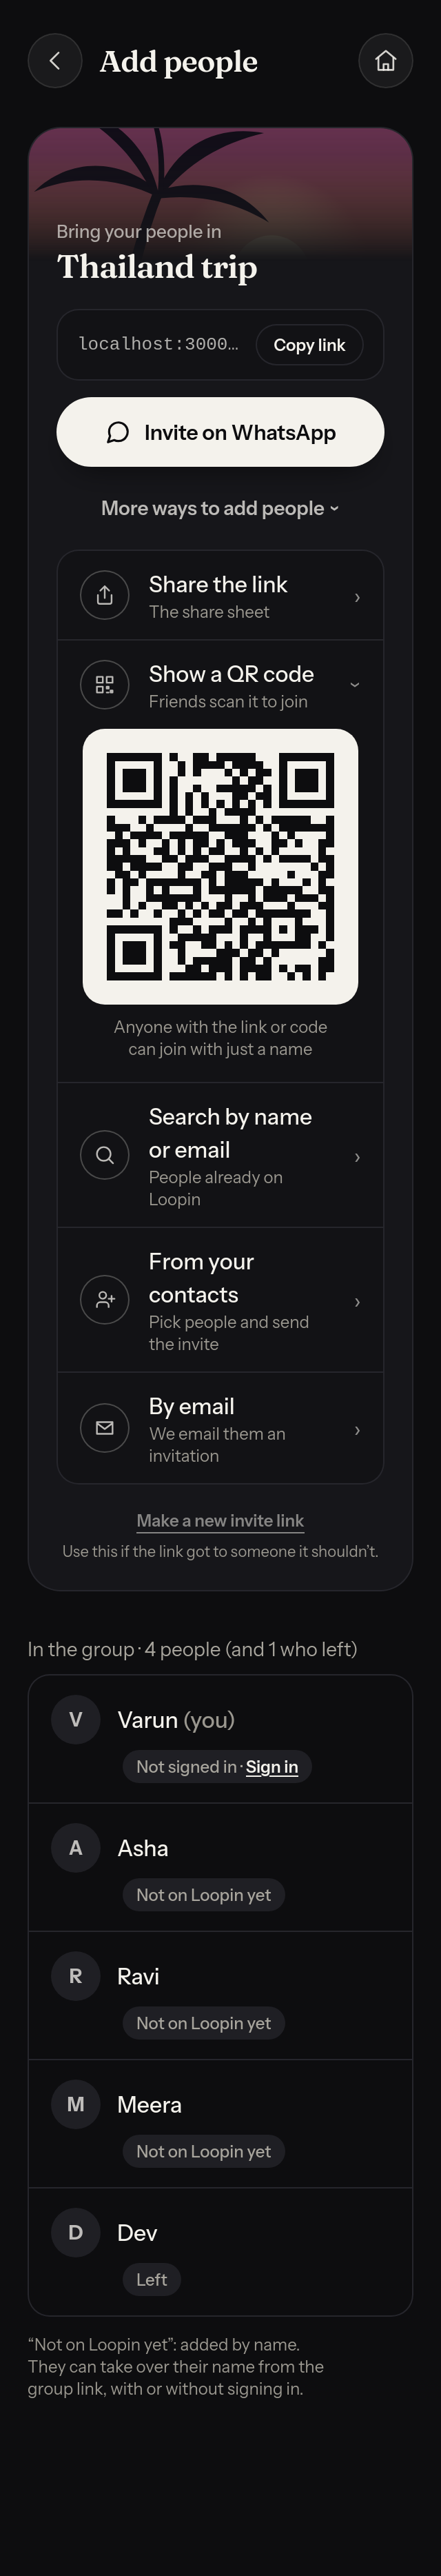 Add people
Bring your people in
Thailand trip
localhost:3000…
Copy link
Invite on WhatsApp
More ways to add people
Share the link
The share sheet
Show a QR code
Friends scan it to join
Anyone with the link or code
can join with just a name
Search by name
or email
People already on
Loopin
From your
contacts
Pick people and send
the invite
By email
We email them an
invitation
Make a new invite link
Use this if the link got to someone it shouldn’t.
In the group · 4 people (and 1 who left)
V
Varun (you)
Not signed in · Sign in
A
Asha
Not on Loopin yet
R
Ravi
Not on Loopin yet
M
Meera
Not on Loopin yet
D
Dev
Left
“Not on Loopin yet”: added by name.
They can take over their name from the
group link, with or without signing in.